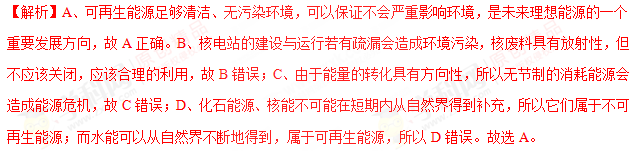 【解析】A、可再生能源足够清洁、无污染环境，可以保证不会严重影响环境，是未来理想能源的一个
重要发展方向，故 A 正确。B、核电站的建设与运行若有疏漏会造成环境污染，核废料具有放射性，但
不应该关闭，应该合理的利用，故 B 错误；C、由于能量的转化具有方向性，所以无节制的消耗能源会
造成能源危机，故 C 错误；D、化石能源、核能不可能在短期内从自然界得到补充，所以它们属于不可
再生能源；而水能可以从自然界不断地得到，属于可再生能源，所以 D 错误。故选 A。